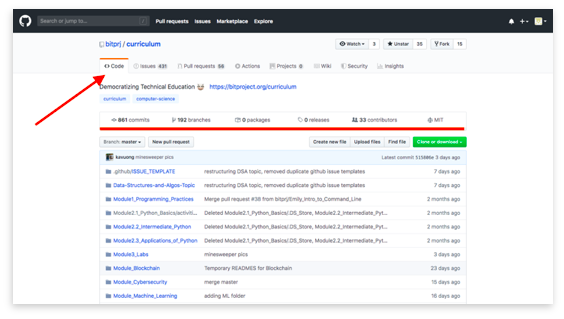 Search or jump to... / Pull requests Issues Marketplace Explore
bitprj / curriculum Watch 3 Unstar 20 Fork 15
Code Issues 431 Pull requests 56 Actions Projects 6 Wiki Security Insights
Democratizing Technical Education https://bitproject.org/curriculum
curriculum computer-science
861 commits 192 branches 0 packages 0 releases 33 contributors MIT
Branch: master New pull request Create new file Upload files Find file Clone or download
kevuong minesweeper pics Latest commit 3 days ago
.github/ISSUE_TEMPLATE restructuring DSA topic, removed duplicate github issue templates 7 days ago
Data-Structures-and-Algos-Topic restructuring DSA topic, removed duplicate github issue templates 7 days ago
Module1_Programming_Practices Merge pull request #38 from bitprj/Emily_Intro_to_Command_Line 2 months ago
Module2.1_Python_Basics/activiti... Deleted Module2.1_Python_Basics/.DS_Store, Module2.2_Intermediate_Pyt... 2 months ago
Module2.2_Intermediate_Python Deleted Module2.1_Python_Basics/.DS_Store, Module2.2_Intermediate_Pyt... 2 months ago
Module2.3_Applications_of_Python Deleted Module2.1_Python_Basics/.DS_Store, Module2.2_Intermediate_Pyt... 2 months ago
Module3_Labs minesweeper pics 3 days ago
Module_Blockchain Temporary READMEs for Blockchain 23 days ago
Module_Cybersecurity merge master 15 days ago
Module_Machine_Learning adding ML folder 16 days ago